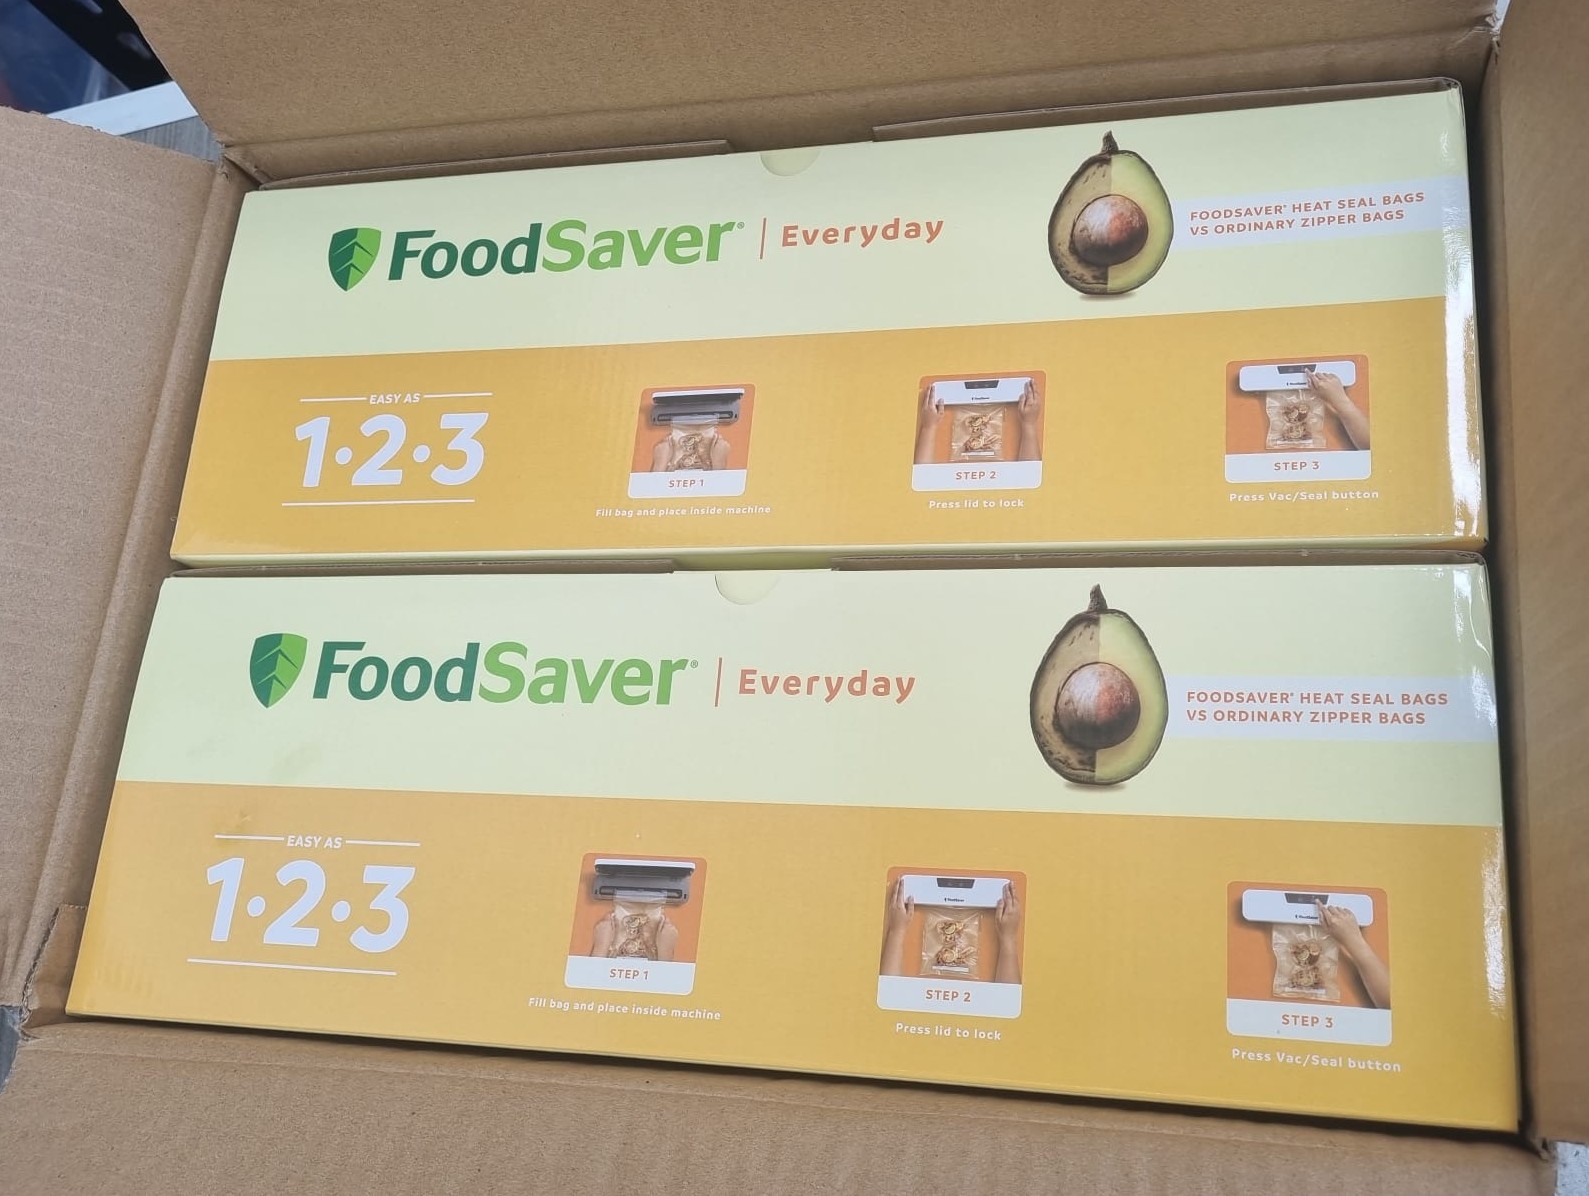 FoodSaver® | Everyday
FOODSAVER® HEAT SEAL BAGS
VS ORDINARY ZIPPER BAGS
EASY AS
1•2•3
STEP 1
Fill bag and place inside machine
STEP 2
Press lid to lock
STEP 3
Press Vac/Seal button
FoodSaver® | Everyday
FOODSAVER® HEAT SEAL BAGS
VS ORDINARY ZIPPER BAGS
EASY AS
1•2•3
STEP 1
Fill bag and place inside machine
STEP 2
Press lid to lock
STEP 3
Press Vac/Seal button